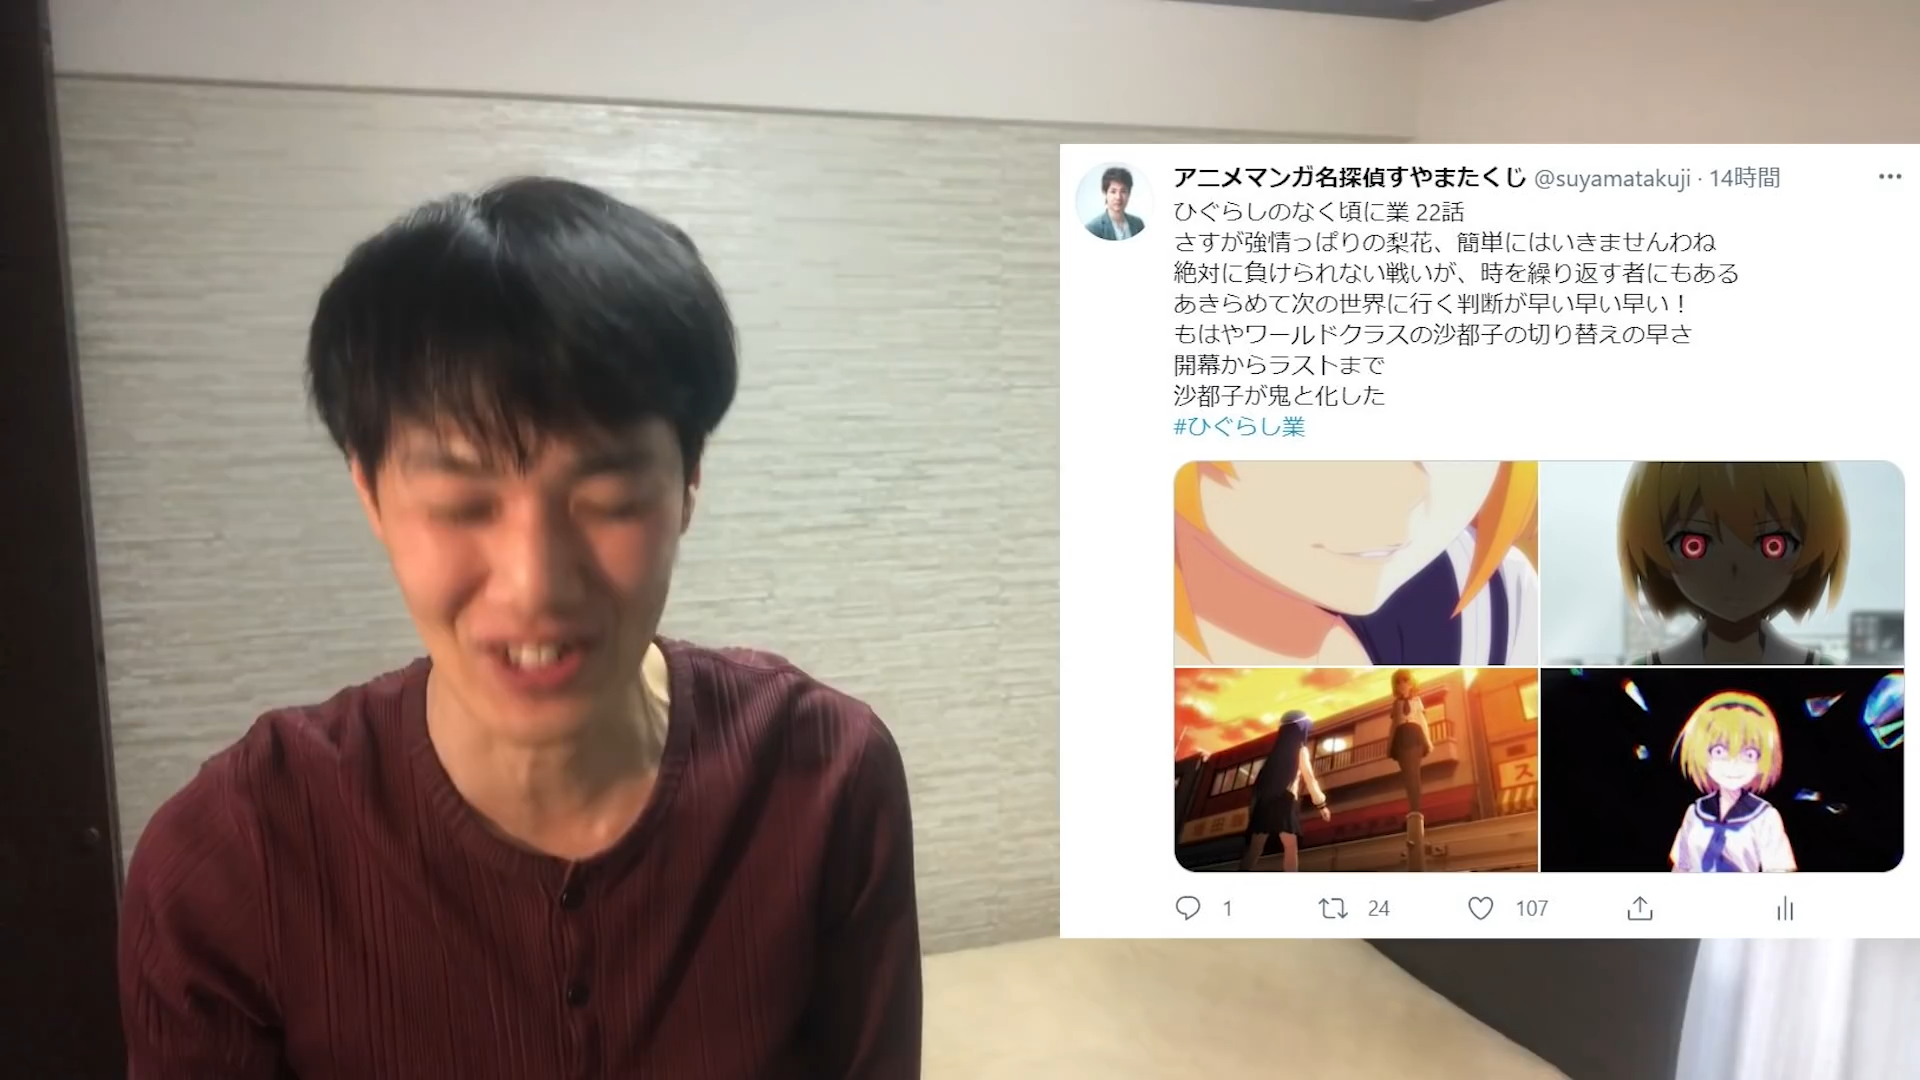 アニメマンガ名探偵すやまたくじ @suyamatakuji · 14時間
ひぐらしのなく頃に業 22話
さすが強情っぱりの梨花、簡単にはいきませんわね
絶対に負けられない戦いが、時を繰り返す者にもある
あきらめて次の世界に行く判断が早い早い早い！
もはやワールドクラスの沙都子の切り替えの早さ
開幕からラストまで
沙都子が鬼と化した
#ひぐらし業
ス
1 24 107